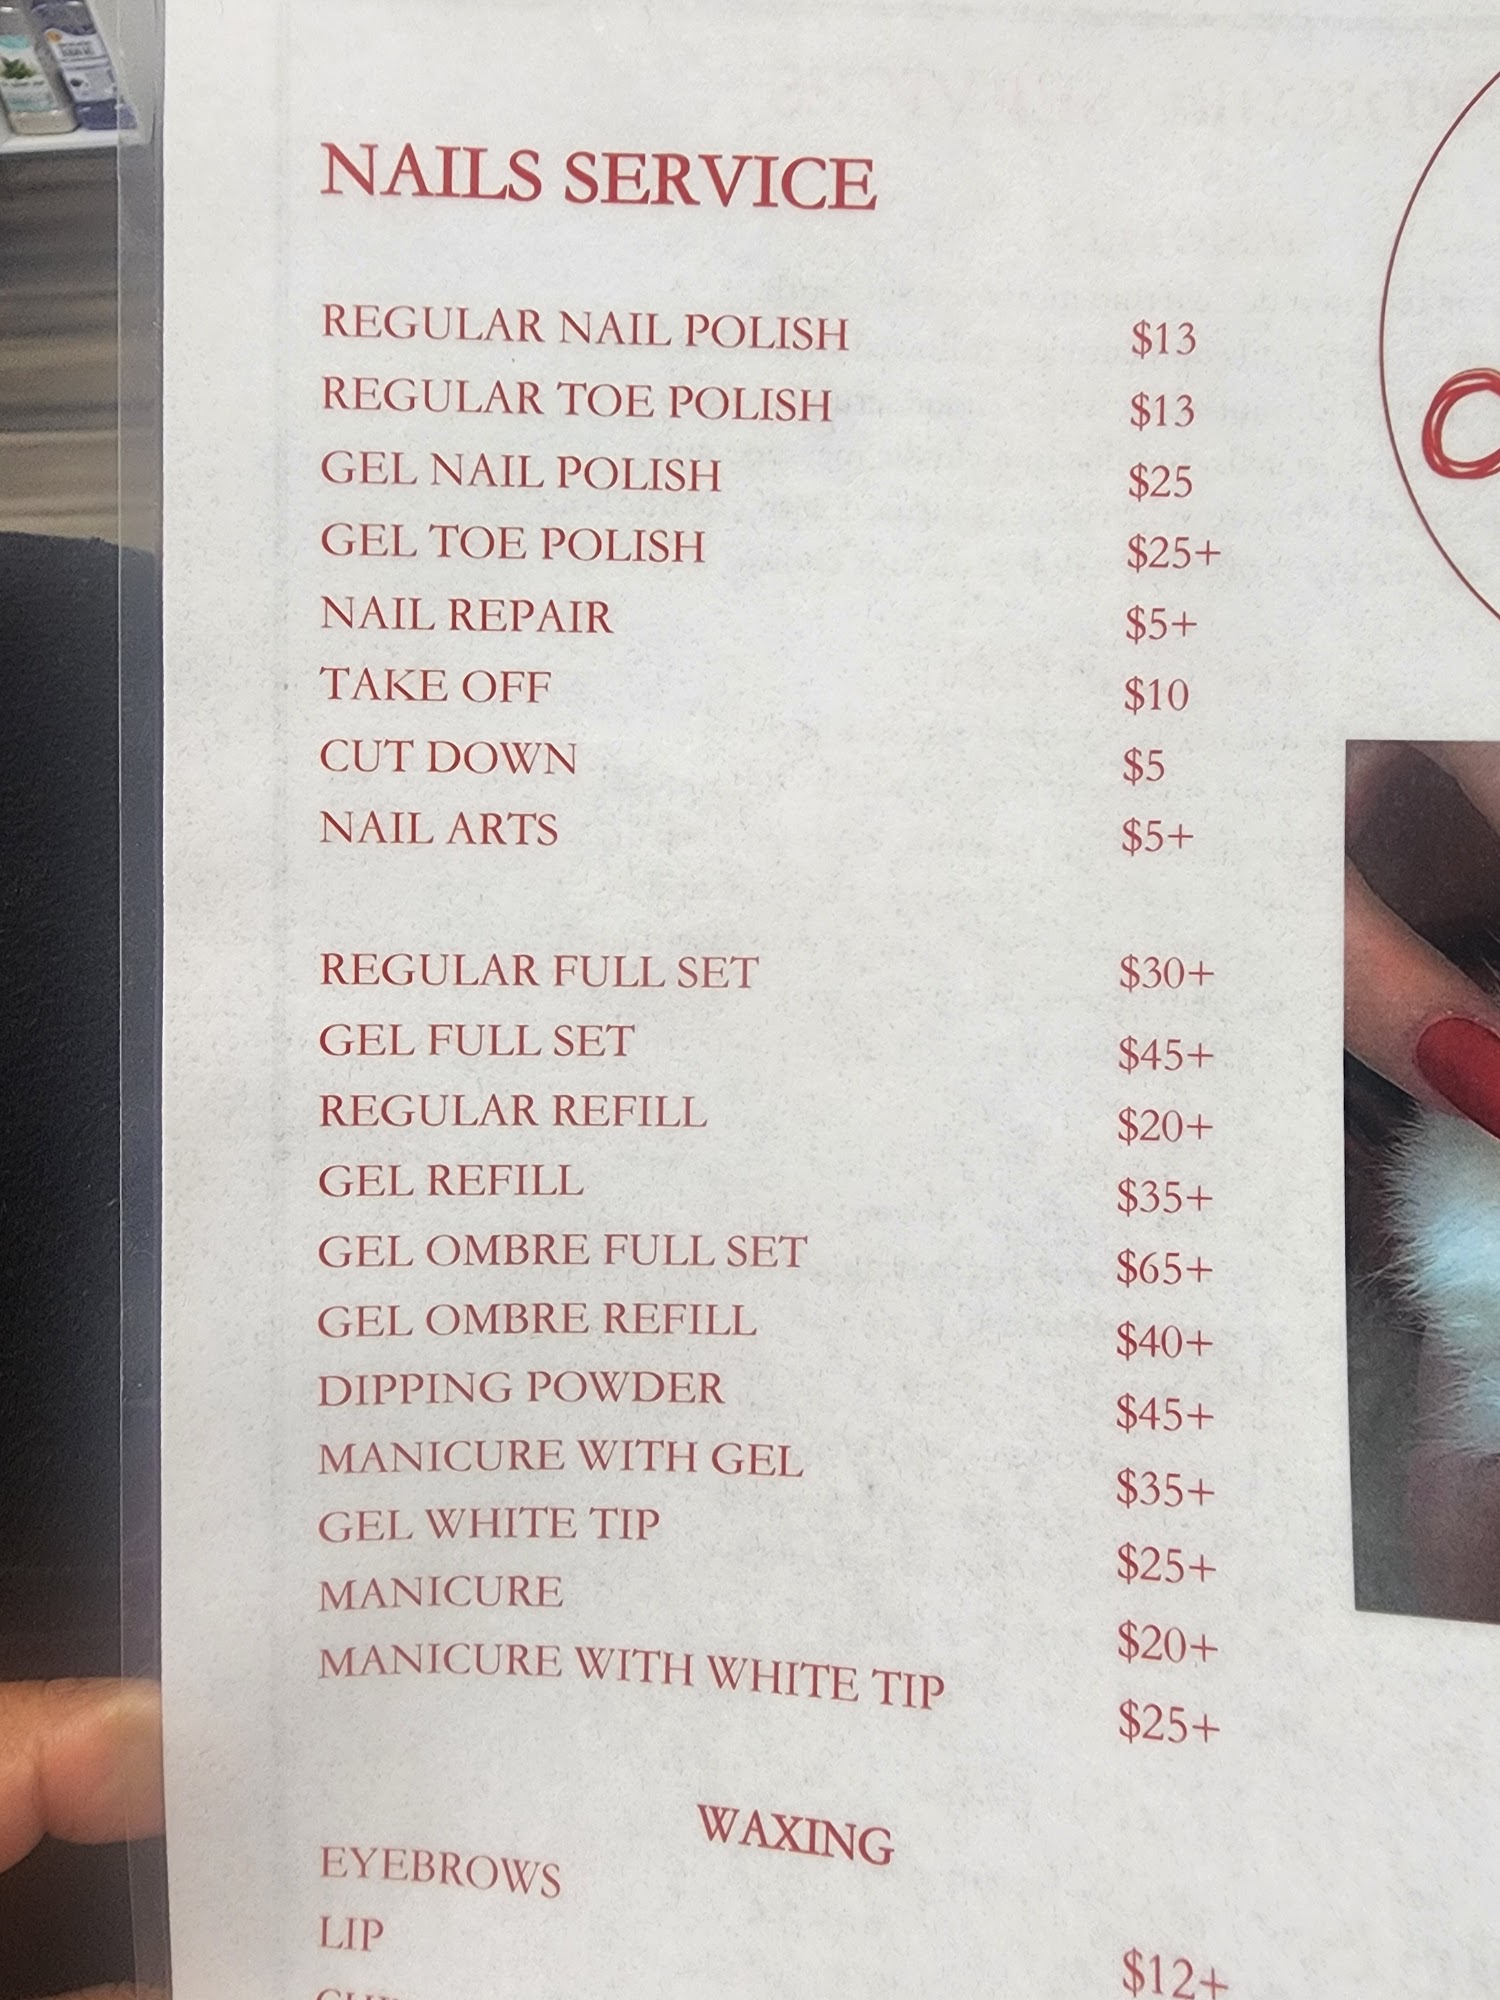 NAILS SERVICE
REGULAR NAIL POLISH $13
REGULAR TOE POLISH $13
GEL NAIL POLISH $25
GEL TOE POLISH $25+
NAIL REPAIR $5+
TAKE OFF $10
CUT DOWN $5
NAIL ARTS $5+
REGULAR FULL SET $30+
GEL FULL SET $45+
REGULAR REFILL $20+
GEL REFILL $35+
GEL OMBRE FULL SET $65+
GEL OMBRE REFILL $40+
DIPPING POWDER $45+
MANICURE WITH GEL $35+
GEL WHITE TIP $25+
MANICURE $20+
MANICURE WITH WHITE TIP $25+
WAXING
EYEBROWS
LIP
$12+